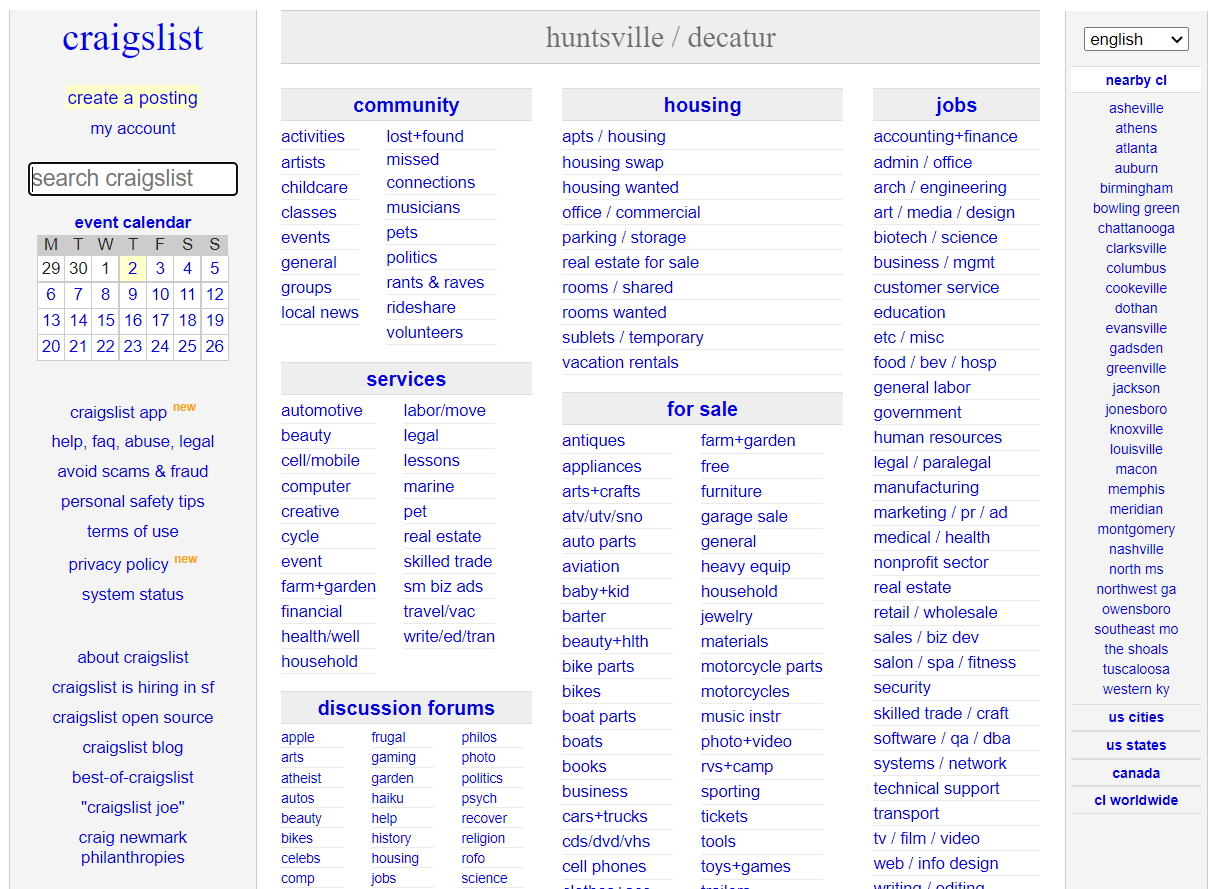 craigslist
create a posting
my account
search craigslist
event calendar
M T W T F S S
29 30 1 2 3 4 5
6 7 8 9 10 11 12
13 14 15 16 17 18 19
20 21 22 23 24 25 26
craigslist app new
help, faq, abuse, legal
avoid scams & fraud
personal safety tips
terms of use
privacy policy new
system status
about craigslist
craigslist is hiring in sf
craigslist open source
craigslist blog
best-of-craigslist
"craigslist joe"
craig newmark
philanthropies
huntsville / decatur
community
activities
artists
childcare
classes
events
general
groups
local news
lost+found
missed
connections
musicians
pets
politics
rants & raves
rideshare
volunteers
services
automotive
beauty
cell/mobile
computer
creative
cycle
event
farm+garden
financial
health/well
household
labor/move
legal
lessons
marine
pet
real estate
skilled trade
sm biz ads
travel/vac
write/ed/tran
discussion forums
apple
arts
atheist
autos
beauty
bikes
celebs
comp
frugal
gaming
garden
haiku
help
history
housing
jobs
philos
photo
politics
psych
recover
religion
rofo
science
housing
apts / housing
housing swap
housing wanted
office / commercial
parking / storage
real estate for sale
rooms / shared
rooms wanted
sublets / temporary
vacation rentals
for sale
antiques
appliances
arts+crafts
atv/utv/sno
auto parts
aviation
baby+kid
barter
beauty+hlth
bike parts
bikes
boat parts
boats
books
business
cars+trucks
cds/dvd/vhs
cell phones
farm+garden
free
furniture
garage sale
general
heavy equip
household
jewelry
materials
motorcycle parts
motorcycles
music instr
photo+video
rvs+camp
sporting
tickets
tools
toys+games
jobs
accounting+finance
admin / office
arch / engineering
art / media / design
biotech / science
business / mgmt
customer service
education
etc / misc
food / bev / hosp
general labor
government
human resources
legal / paralegal
manufacturing
marketing / pr / ad
medical / health
nonprofit sector
real estate
retail / wholesale
sales / biz dev
salon / spa / fitness
security
skilled trade / craft
software / qa / dba
systems / network
technical support
transport
tv / film / video
web / info design
writing / editing
english
nearby cl
asheville
athens
atlanta
auburn
birmingham
bowling green
chattanooga
clarksville
columbus
cookeville
dothan
evansville
gadsden
greenville
jackson
jonesboro
knoxville
louisville
macon
memphis
meridian
montgomery
nashville
north ms
northwest ga
owensboro
southeast mo
the shoals
tuscaloosa
western ky
us cities
us states
canada
cl worldwide